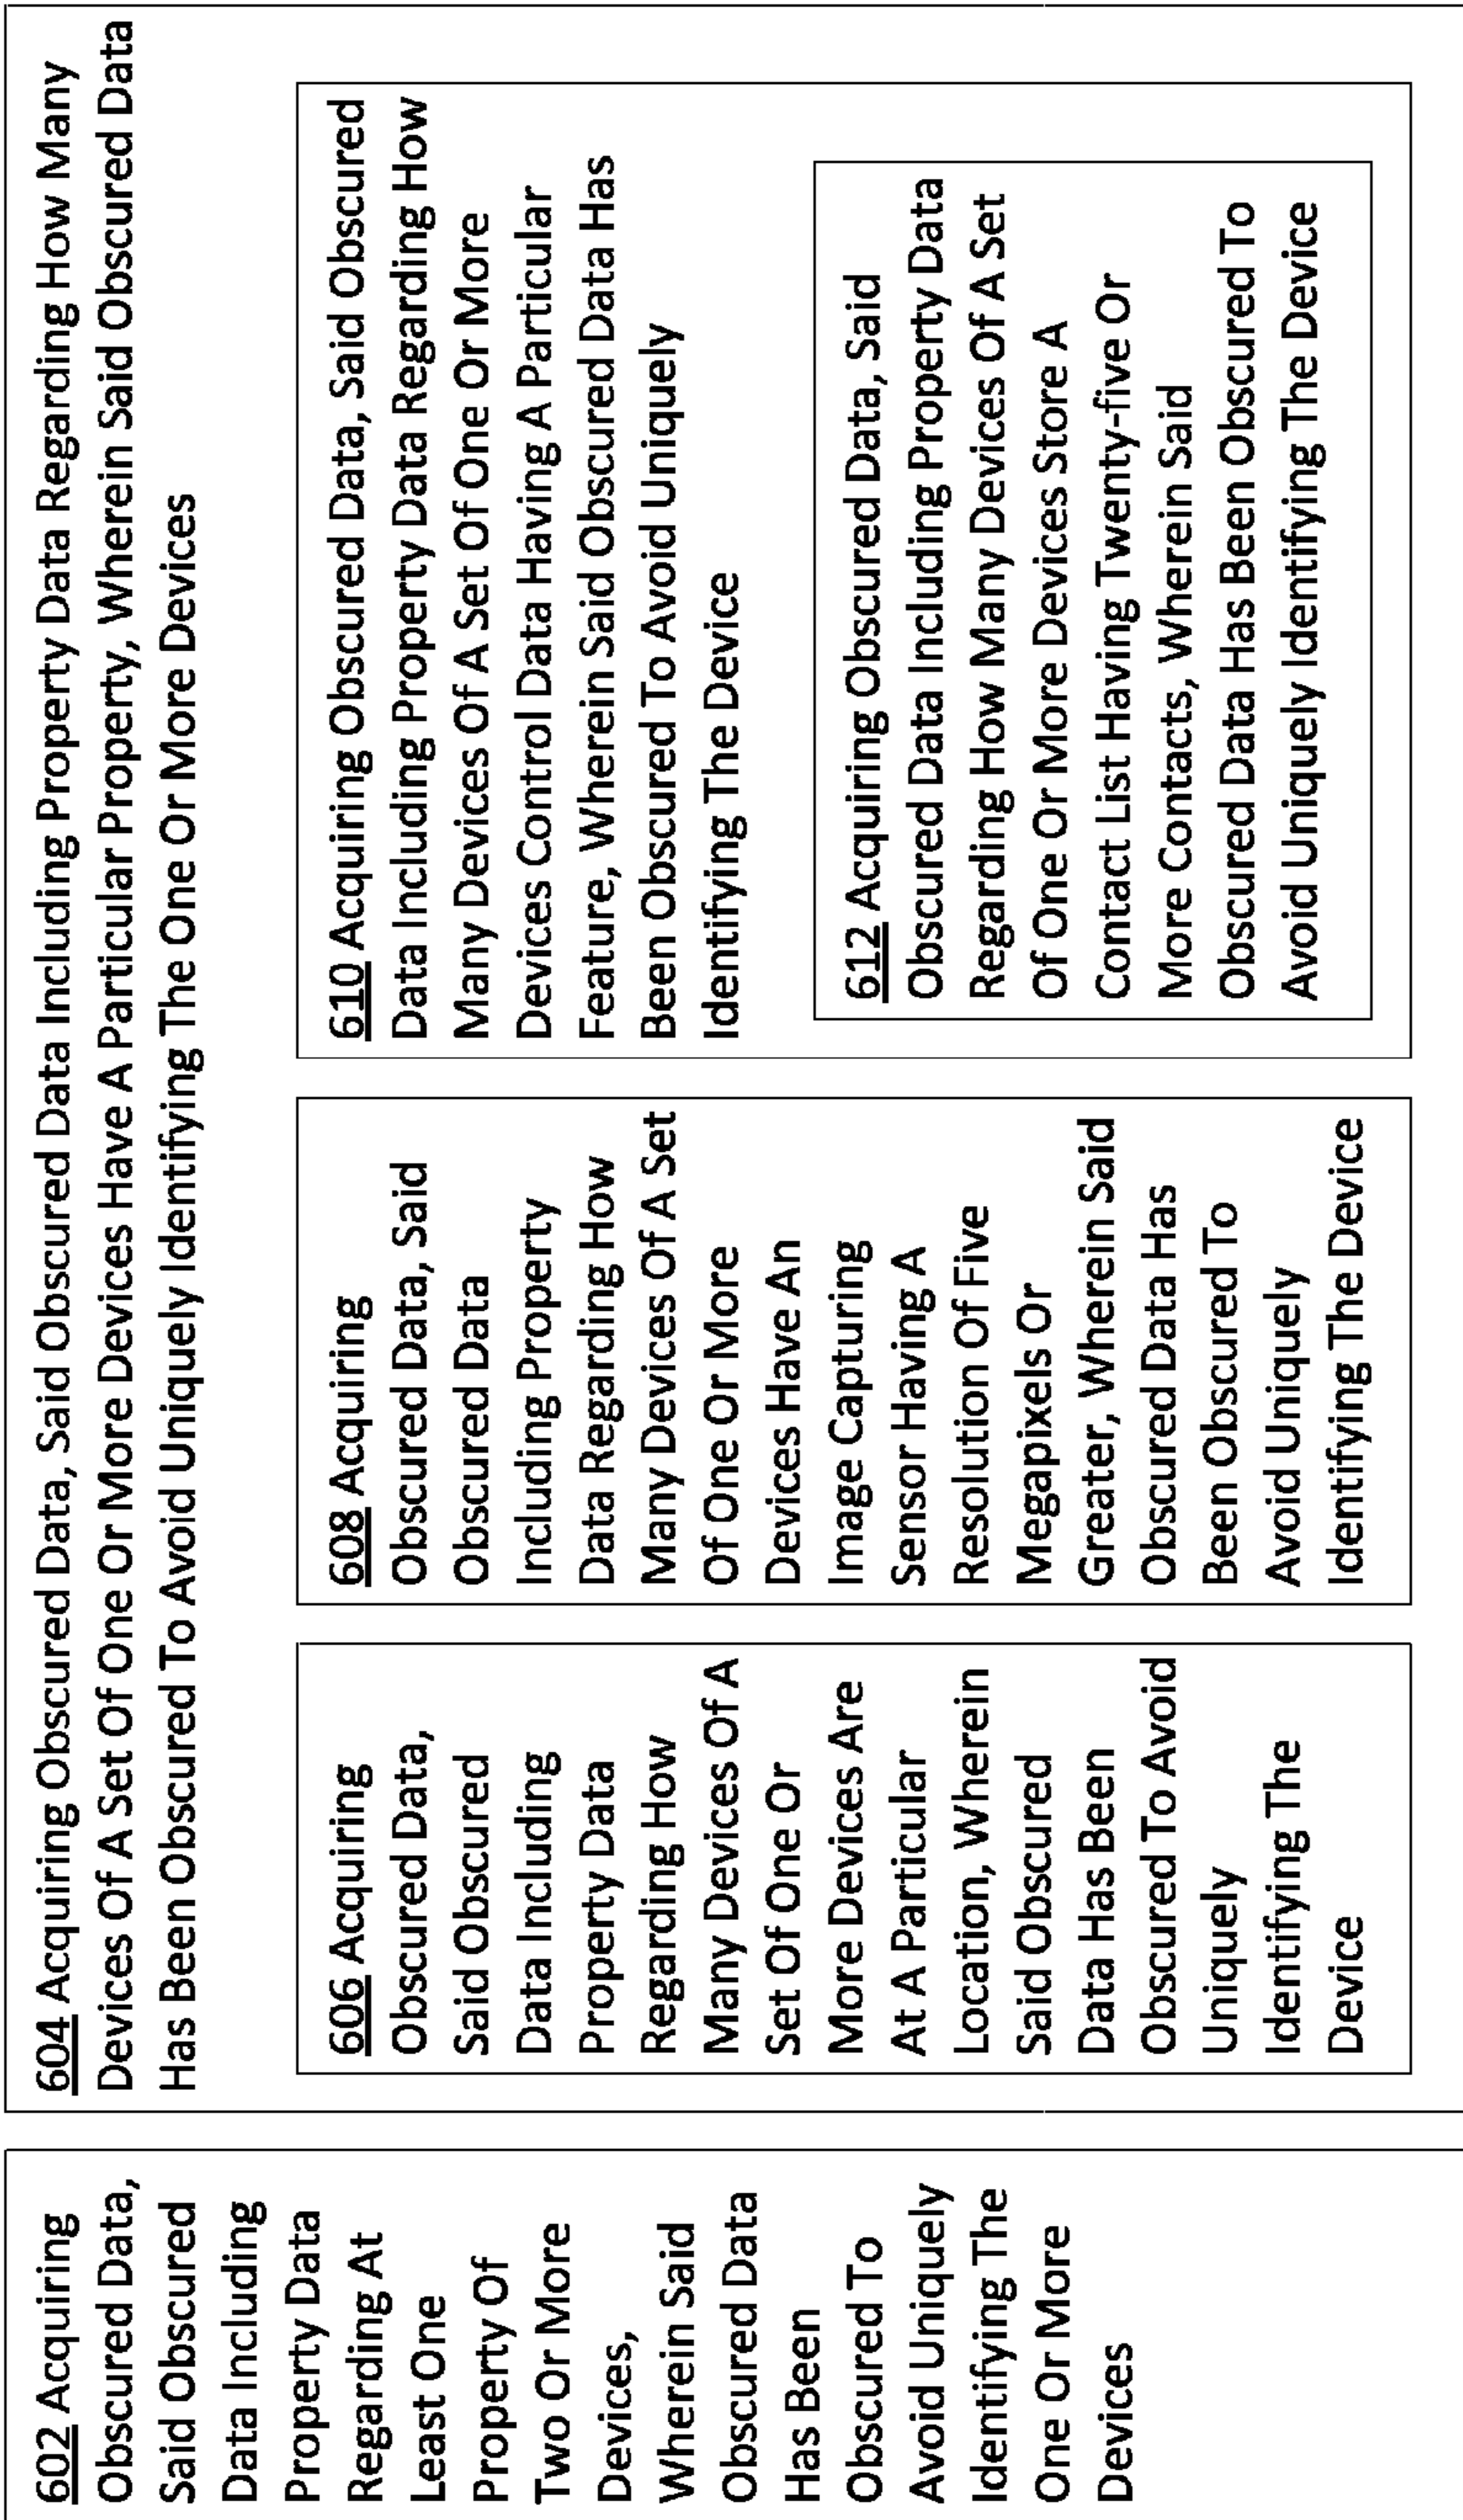 602 Acquiring
Obscured Data,
Said Obscured
Data Including
Property Data
Regarding At
Least One
Property Of
Two Or More
Devices,
Wherein Said
Obscured Data
Has Been
Obscured To
Avoid Uniquely
Identifying The
One Or More
Devices
604 Acquiring Obscured Data, Said Obscured Data Including Property Data Regarding How Many
Devices Of A Set Of One Or More Devices Have A Particular Property, Wherein Said Obscured Data
Has Been Obscured To Avoid Uniquely Identifying The One Or More Devices
606 Acquiring
Obscured Data,
Said Obscured
Data Including
Property Data
Regarding How
Many Devices Of A
Set Of One Or
More Devices Are
At A Particular
Location, Wherein
Said Obscured
Data Has Been
Obscured To Avoid
Uniquely
Identifying The
Device
608 Acquiring
Obscured Data, Said
Obscured Data
Including Property
Data Regarding How
Many Devices Of A Set
Of One Or More
Devices Have An
Image Capturing
Sensor Having A
Resolution Of Five
Megapixels Or
Greater, Wherein Said
Obscured Data Has
Been Obscured To
Avoid Uniquely
Identifying The Device
610 Acquiring Obscured Data, Said Obscured
Data Including Property Data Regarding How
Many Devices Of A Set Of One Or More
Devices Control Data Having A Particular
Feature, Wherein Said Obscured Data Has
Been Obscured To Avoid Uniquely
Identifying The Device
612 Acquiring Obscured Data, Said
Obscured Data Including Property Data
Regarding How Many Devices Of A Set
Of One Or More Devices Store A
Contact List Having Twenty-five Or
More Contacts, Wherein Said
Obscured Data Has Been Obscured To
Avoid Uniquely Identifying The Device